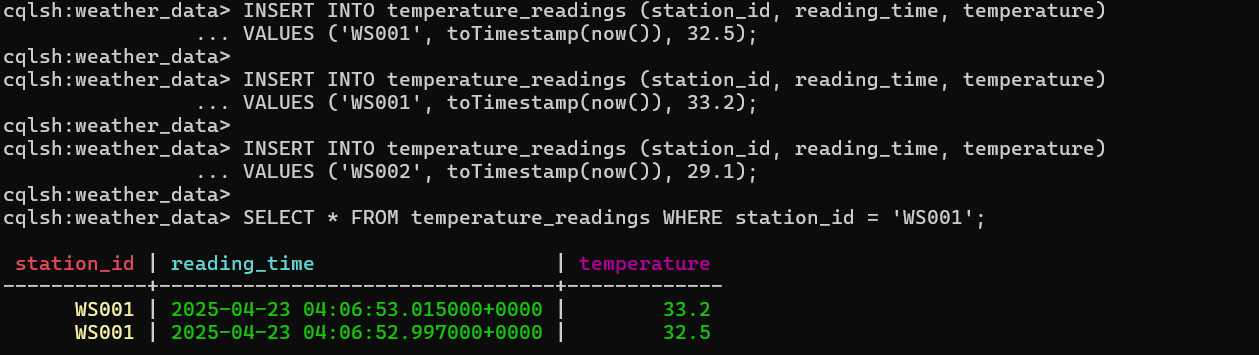 cqlsh:weather_data> INSERT INTO temperature_readings (station_id, reading_time, temperature)
                ... VALUES ('WS001', toTimestamp(now()), 32.5);
cqlsh:weather_data>
cqlsh:weather_data> INSERT INTO temperature_readings (station_id, reading_time, temperature)
                ... VALUES ('WS001', toTimestamp(now()), 33.2);
cqlsh:weather_data>
cqlsh:weather_data> INSERT INTO temperature_readings (station_id, reading_time, temperature)
                ... VALUES ('WS002', toTimestamp(now()), 29.1);
cqlsh:weather_data>
cqlsh:weather_data> SELECT * FROM temperature_readings WHERE station_id = 'WS001';

 station_id | reading_time                    | temperature
------------+---------------------------------+-------------
      WS001 | 2025-04-23 04:06:53.015000+0000 |        33.2
      WS001 | 2025-04-23 04:06:52.997000+0000 |        32.5